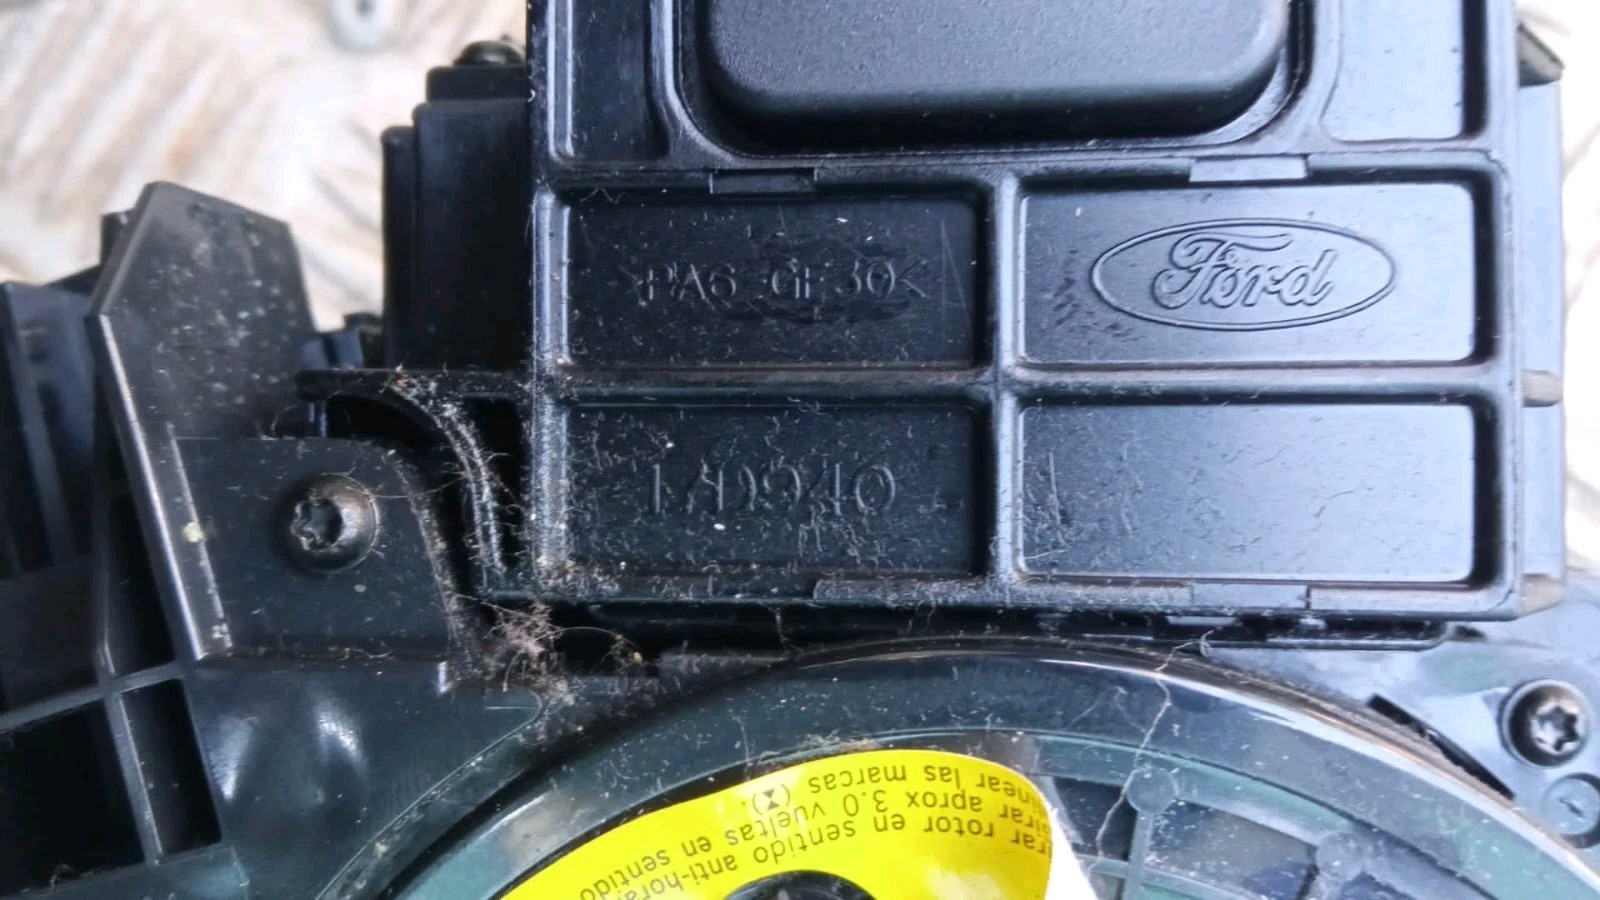 >PA6 GF30<
Ford
17D940
inear las marcas (X).
irar aprox 3.0 vueltas en sentido
rar rotor en sentido anti-hora